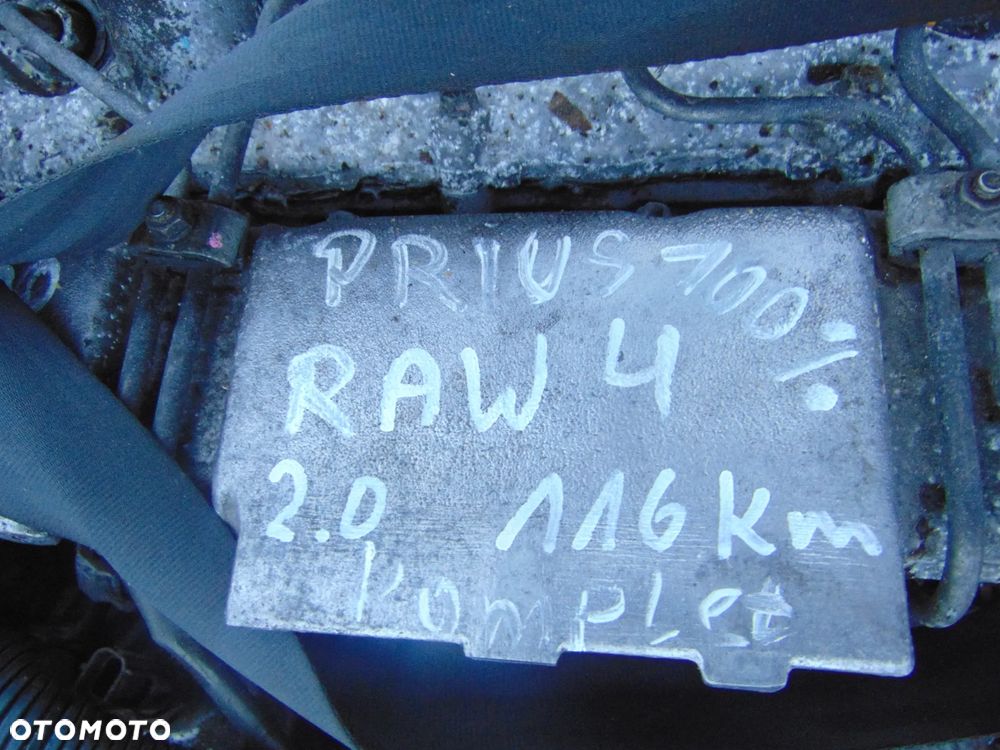 PRIUS 100%
RAW 4
2.0 116 Km
Komplet
OTOMOTO